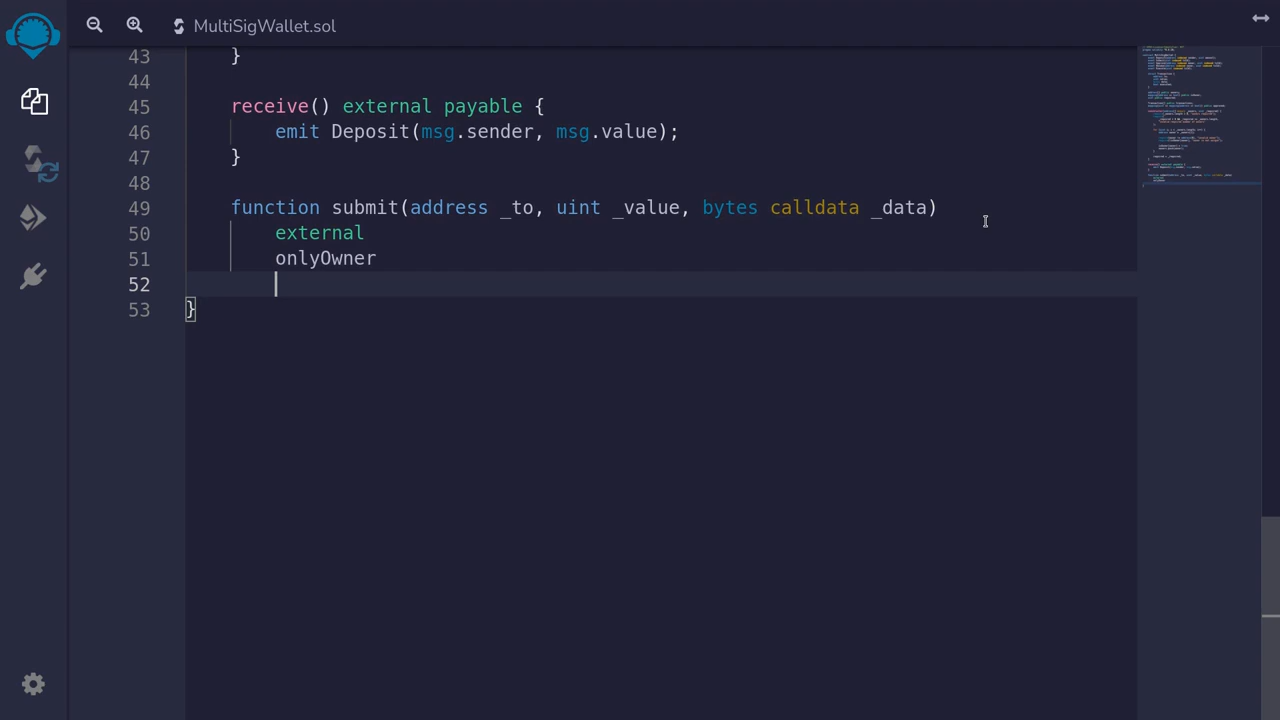 MultiSigWallet.sol
43 }
44
45 receive() external payable {
46 emit Deposit(msg.sender, msg.value);
47 }
48
49 function submit(address _to, uint _value, bytes calldata _data)
50 external
51 onlyOwner
52
53 }